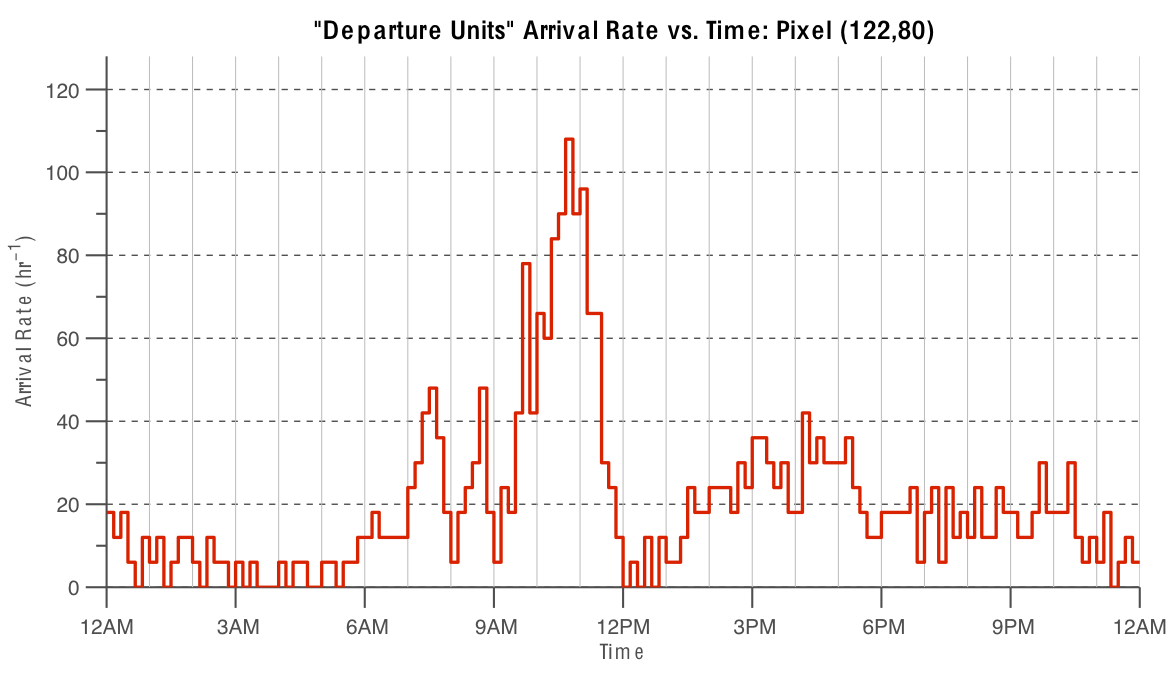 "Departure Units" Arrival Rate vs. Time: Pixel (122,80)
120
100
80
60
40
20
0
Arrival Rate (hr⁻¹)
12AM 3AM 6AM 9AM 12PM 3PM 6PM 9PM 12AM
Time